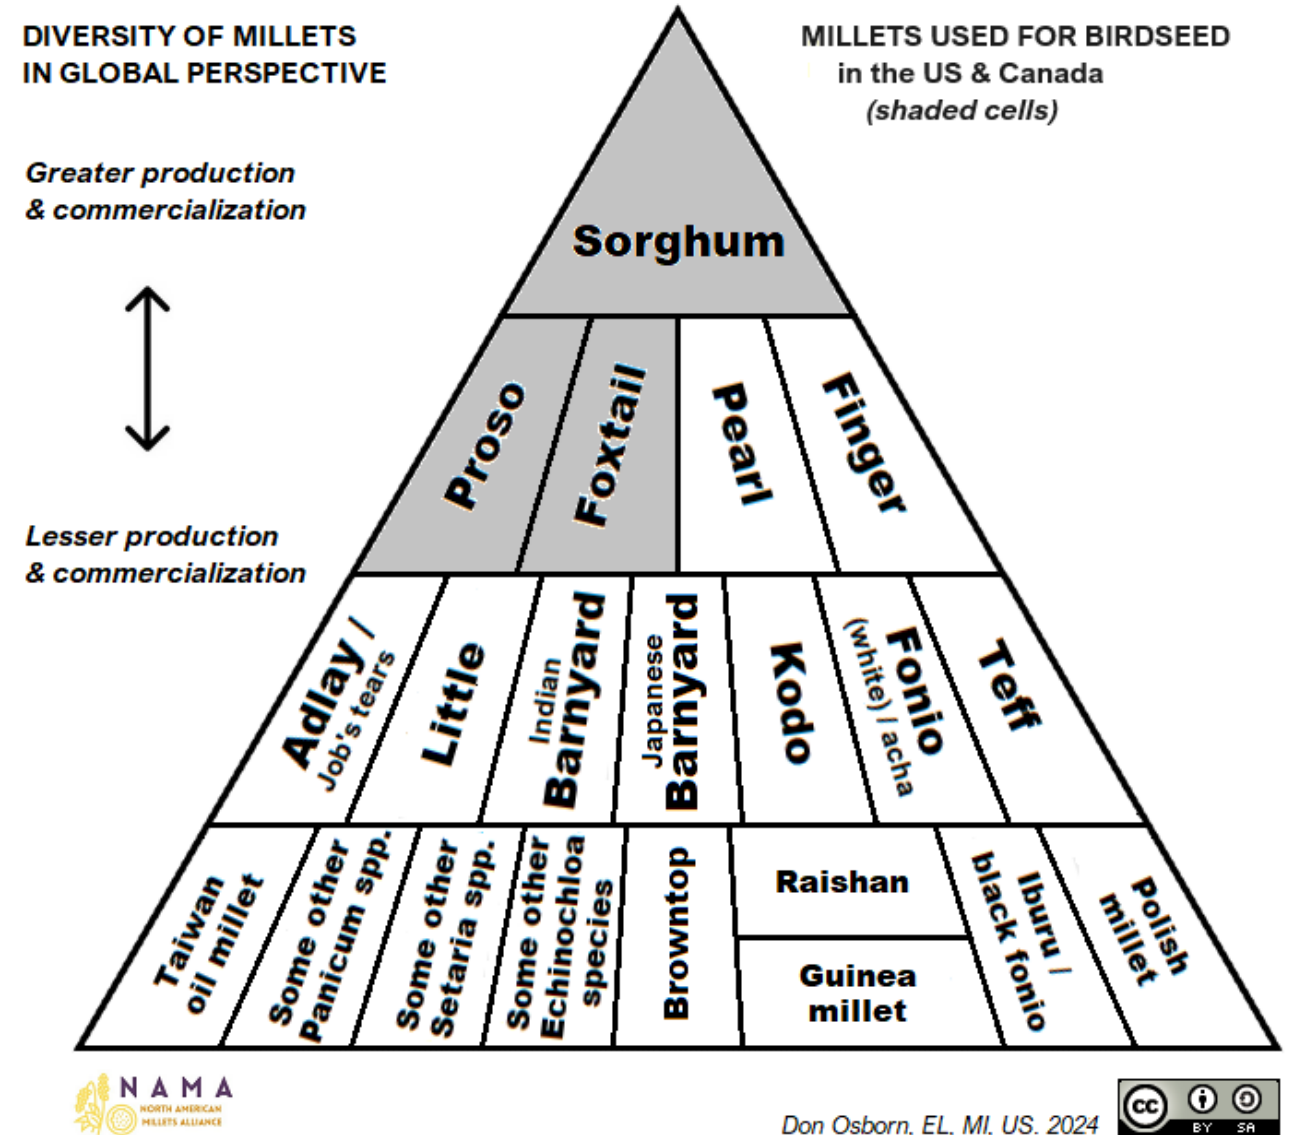 DIVERSITY OF MILLETS
IN GLOBAL PERSPECTIVE
MILLETS USED FOR BIRDSEED
in the US & Canada
(shaded cells)
Greater production
& commercialization
Lesser production
& commercialization
Sorghum
Proso
Foxtail
Pearl
Finger
Adlay /
Job's tears
Little
Indian
Barnyard
Japanese
Barnyard
Kodo
Fonio
(white) / acha
Teff
Taiwan
oil millet
Some other
Panicum spp.
Some other
Setaria spp.
Some other
Echinochloa
species
Browntop
Raishan
Guinea
millet
Iburu /
black fonio
Polish
millet
NAMA
NORTH AMERICAN
MILLETS ALLIANCE
Don Osborn, EL, MI, US. 2024
cc
BY SA